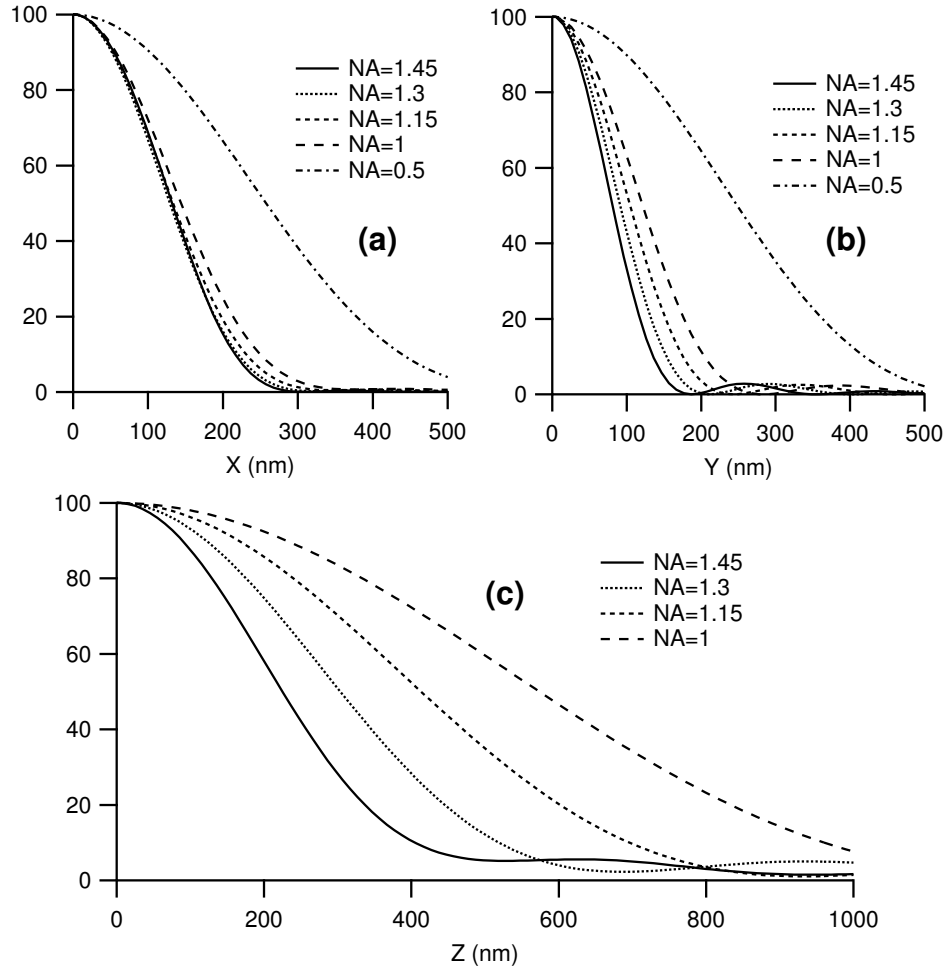 100
80
60
40
20
0
0 100 200 300 400 500
X (nm)
NA=1.45
NA=1.3
NA=1.15
NA=1
NA=0.5
(a)
100
80
60
40
20
0
0 100 200 300 400 500
Y (nm)
NA=1.45
NA=1.3
NA=1.15
NA=1
NA=0.5
(b)
100
80
60
40
20
0
0 200 400 600 800 1000
Z (nm)
NA=1.45
NA=1.3
NA=1.15
NA=1
(c)